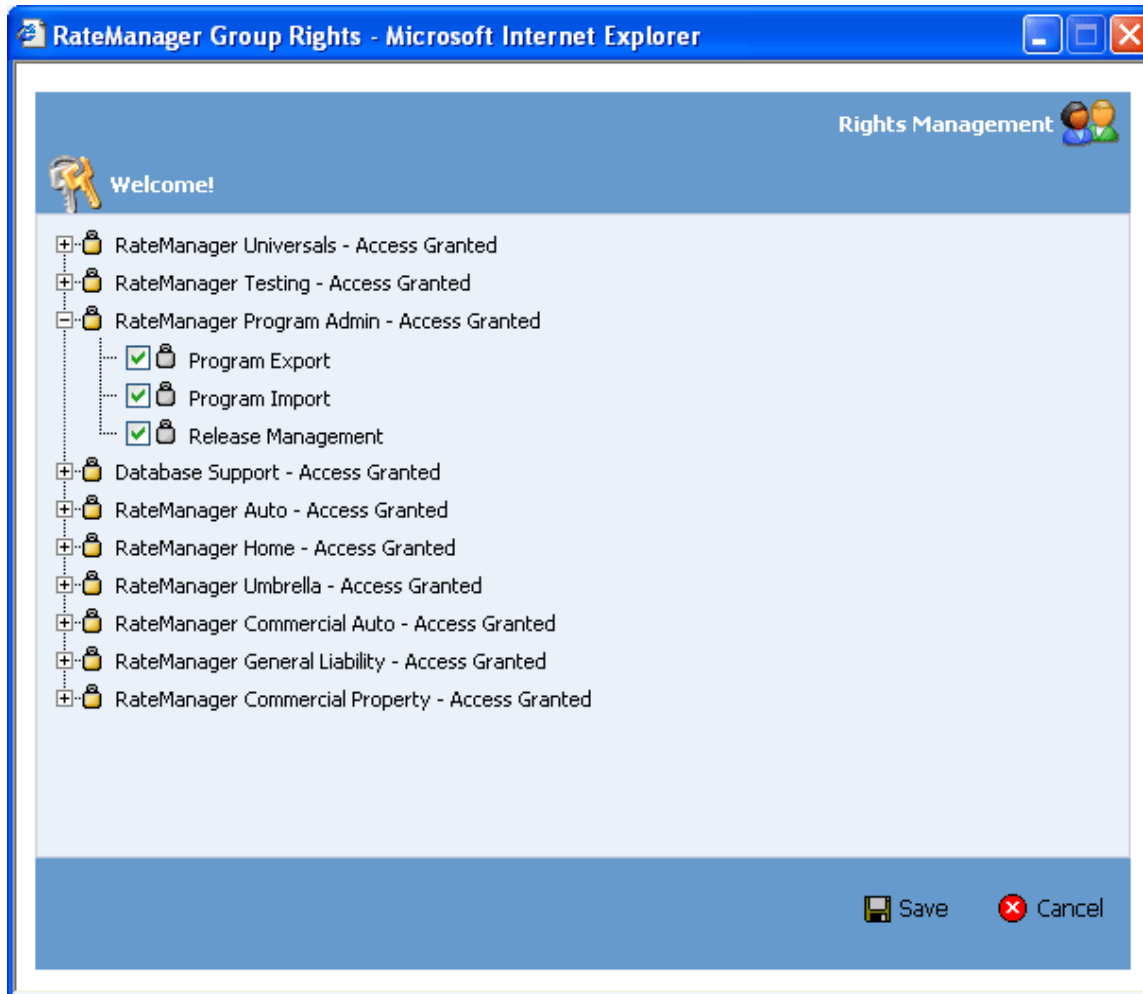 RateManager Group Rights - Microsoft Internet Explorer
Rights Management
Welcome!
RateManager Universals - Access Granted
RateManager Testing - Access Granted
RateManager Program Admin - Access Granted
Program Export
Program Import
Release Management
Database Support - Access Granted
RateManager Auto - Access Granted
RateManager Home - Access Granted
RateManager Umbrella - Access Granted
RateManager Commercial Auto - Access Granted
RateManager General Liability - Access Granted
RateManager Commercial Property - Access Granted
Save Cancel